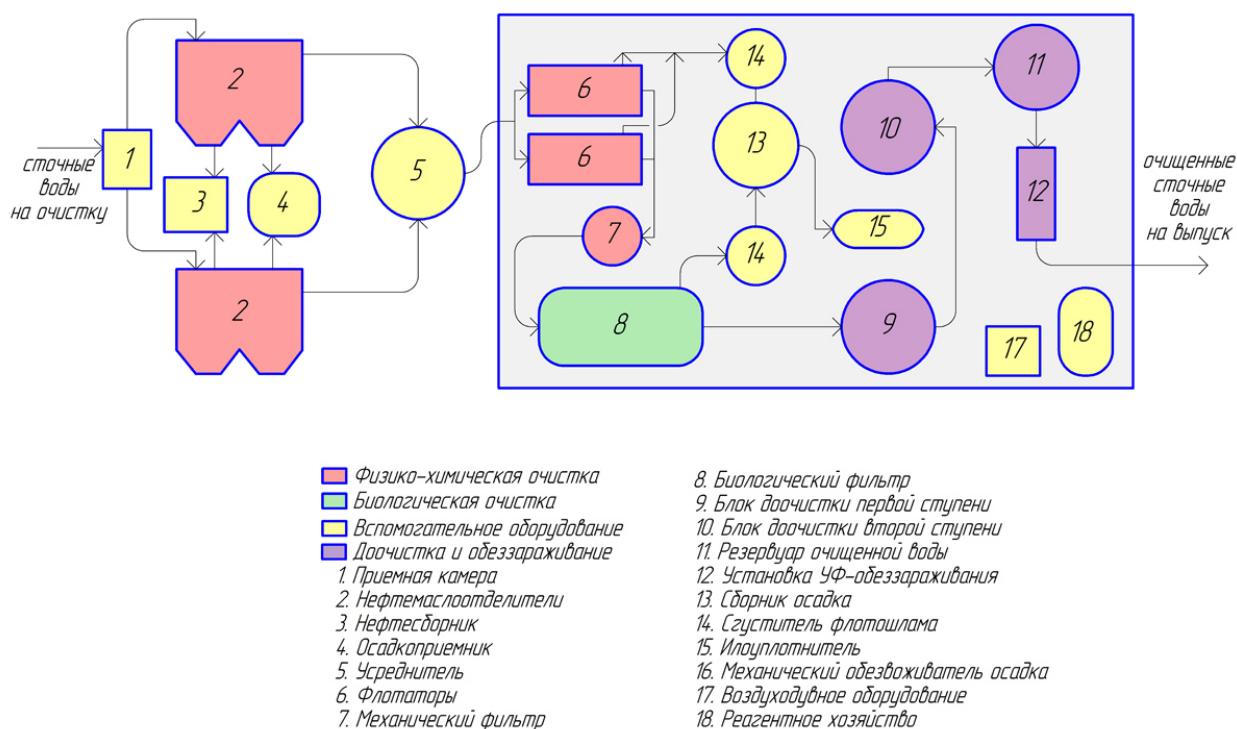 2
14
11
6
10
1
сточные
воды
на очистку
5
13
очищенные
сточные
воды
на выпуск
6
12
3
4
7
15
14
2
8
9
17
18
Физико-химическая очистка
Биологическая очистка
Вспомогательное оборудование
Доочистка и обеззараживание
1. Приемная камера
2. Нефтемаслоотделители
3. Нефтесборник
4. Осадкоприемник
5. Усреднитель
6. Флотаторы
7. Механический фильтр
8. Биологический фильтр
9. Блок доочистки первой ступени
10. Блок доочистки второй ступени
11. Резервуар очищенной воды
12. Установка УФ-обеззараживания
13. Сборник осадка
14. Сгуститель флотошлама
15. Илоуплотнитель
16. Механический обезвоживатель осадка
17. Воздуходувное оборудование
18. Реагентное хозяйство